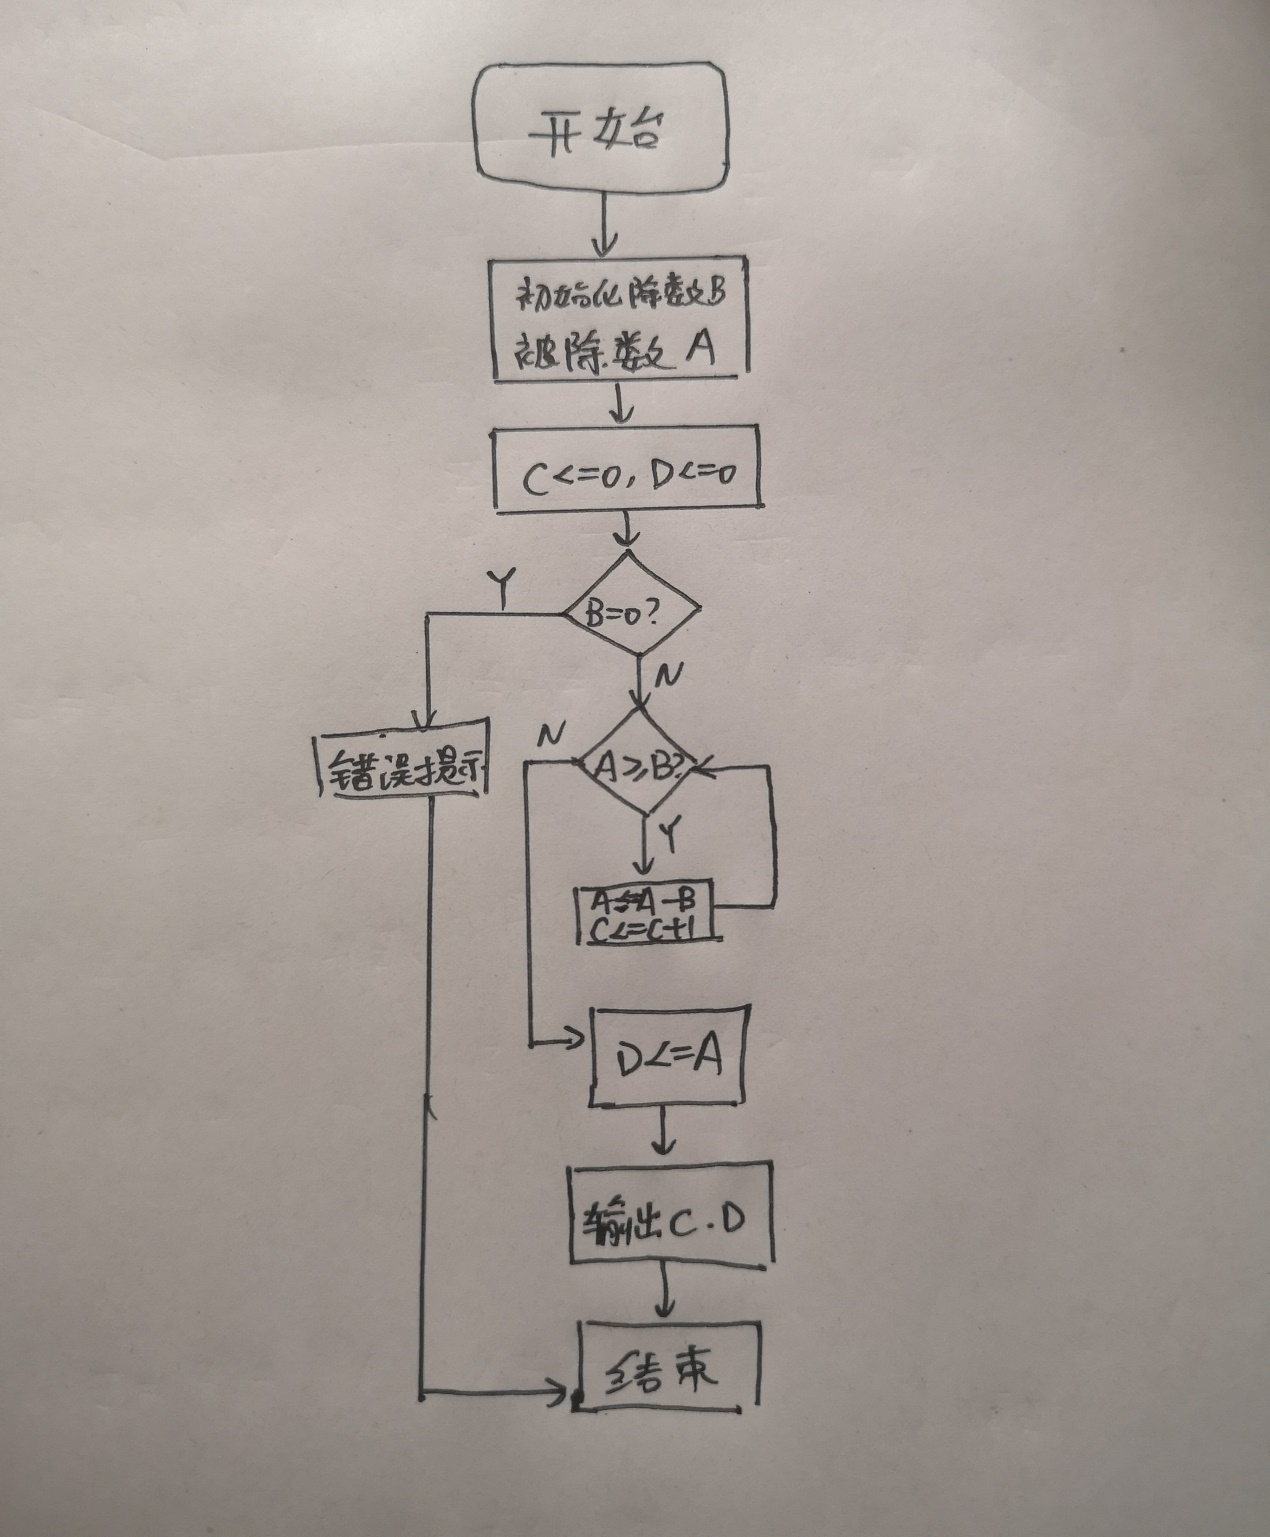 开始
初始化除数B
被除数A
C<=0, D<=0
B=0?
Y
N
错误提示
N
A≥B?
Y
A<=A-B
C<=C+1
D<=A
输出C.D
结束